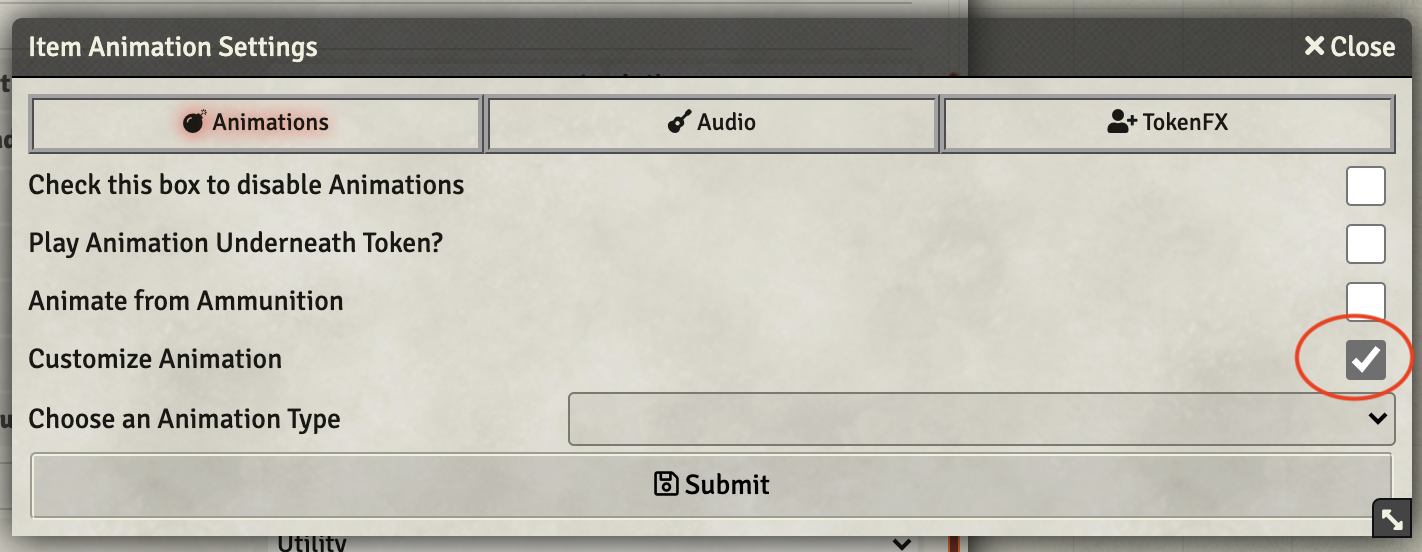 Item Animation Settings
Close
Animations
Audio
TokenFX
Check this box to disable Animations
Play Animation Underneath Token?
Animate from Ammunition
Customize Animation
Choose an Animation Type
Submit
Utility